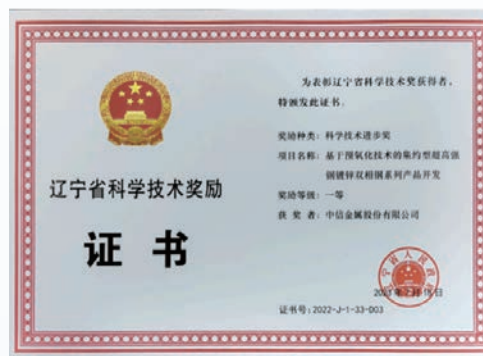 辽宁省科学技术奖励
证书
为表彰辽宁省科学技术奖获得者，
特颁发此证书。
奖励种类：科学技术进步奖
项目名称：基于预氧化技术的集约型超高强
钢镀锌双相钢系列产品开发
奖励等级：一等
获奖者：中信金属股份有限公司
证书号：2022-J-1-33-D03